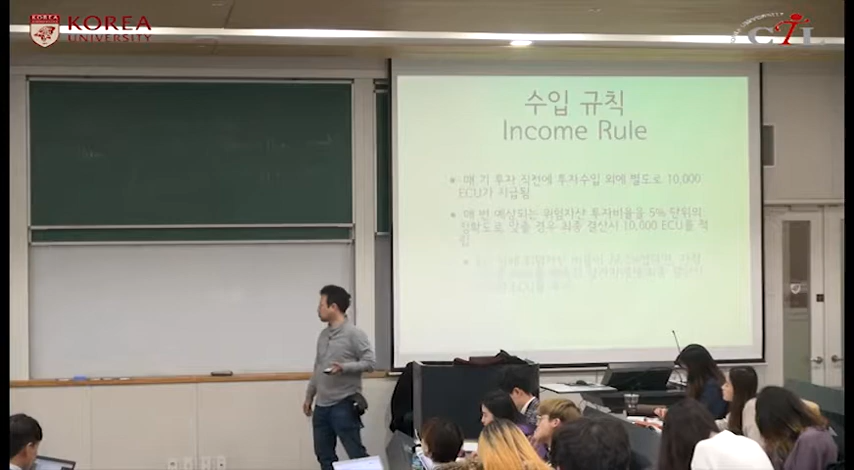 KOREA
UNIVERSITY
CTL
수입 규칙
Income Rule
매 기 투자 직전에 투자수입 외에 별도로 10,000
ECU가 지급됨
매 번 예상되는 위험자산 투자비율을 5% 단위의
정확도로 맞출 경우 최종 결산시 10,000 ECU를 적
립